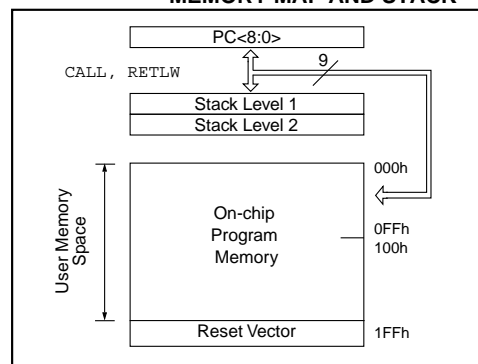 MEMORY MAP AND STACK
PC<8:0>
9
CALL, RETLW
Stack Level 1
Stack Level 2
000h
User Memory
Space
On-chip
Program
Memory
0FFh
100h
Reset Vector
1FFh